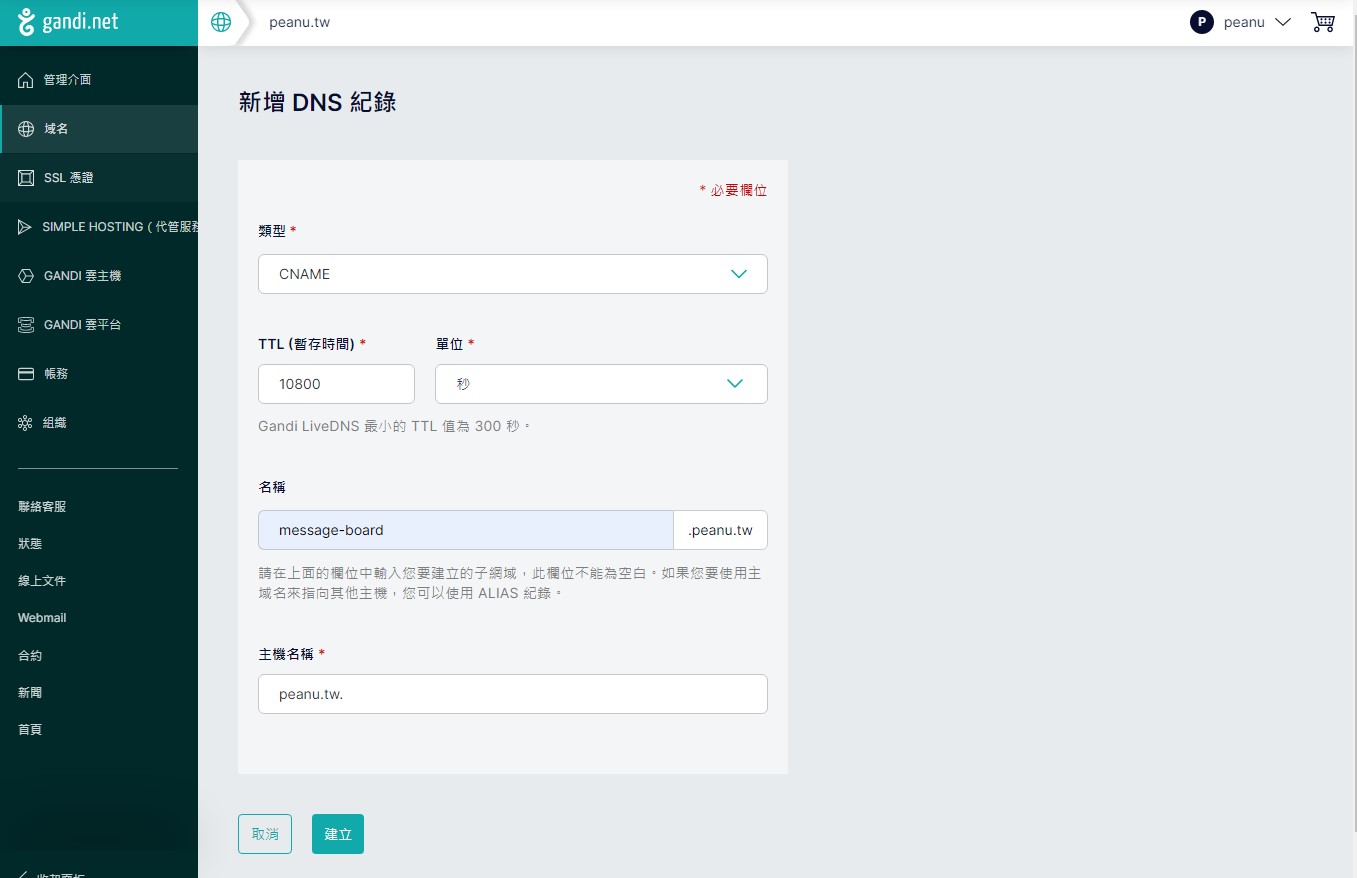 gandi.net
peanu.tw
P
peanu
管理介面
域名
SSL 憑證
SIMPLE HOSTING ( 代管服務
GANDI 雲主機
GANDI 雲平台
帳務
組織
聯絡客服
狀態
線上文件
Webmail
合約
新聞
首頁
新增 DNS 紀錄
* 必要欄位
類型 *
CNAME
TTL (暫存時間) * 單位 *
10800 秒
Gandi LiveDNS 最小的 TTL 值為 300 秒。
名稱
message-board .peanu.tw
請在上面的欄位中輸入您要建立的子網域，此欄位不能為空白。如果您要使用主
域名來指向其他主機，您可以使用 ALIAS 紀錄。
主機名稱 *
peanu.tw.
取消 建立